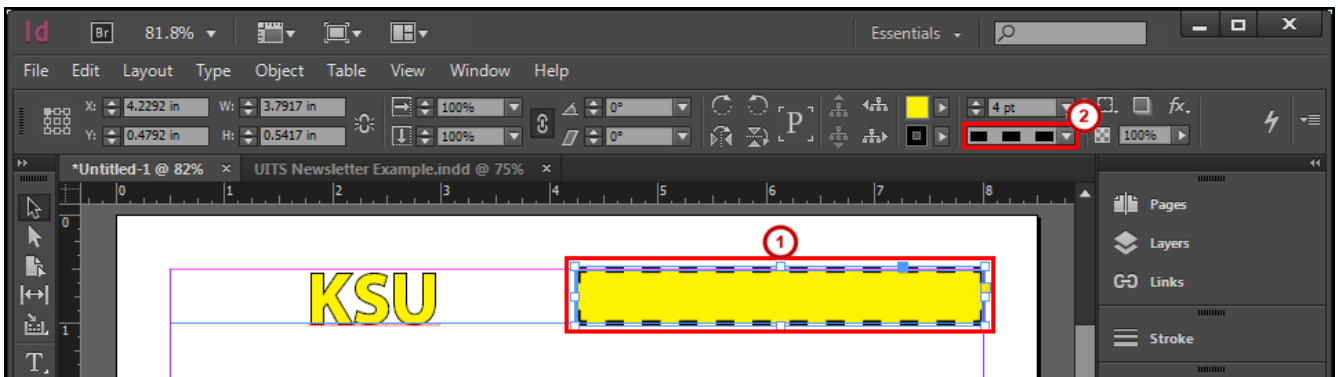 Id Br 81.8% Essentials
File Edit Layout Type Object Table View Window Help
X: 4.2292 in W: 3.7917 in 100% 0° P fx. 4 pt
2
Y: 0.4792 in H: 0.5417 in 100% 0° 100%
*Untitled-1 @ 82% × UITS Newsletter Example.indd @ 75% ×
0 1 2 3 4 5 6 7 8
Pages
0
Layers
1
KSU
Links
1
Stroke
T